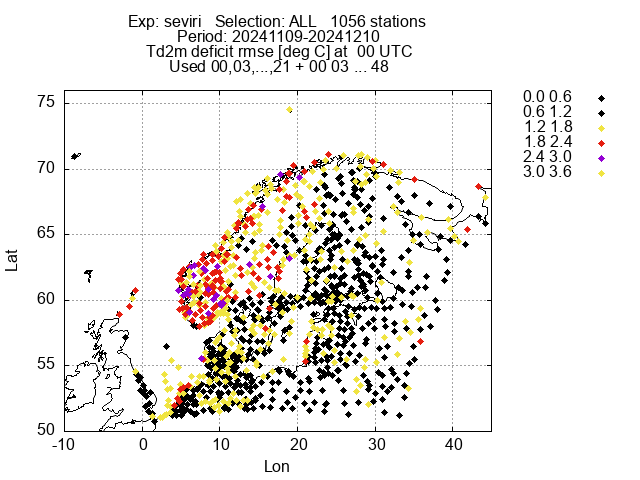 Exp: seviri   Selection: ALL   1056 stations
Period: 20241109-20241210
Td2m deficit rmse [deg C] at  00 UTC
Used 00,03,...,21 + 00 03 ... 48
0.0 0.6
0.6 1.2
1.2 1.8
1.8 2.4
2.4 3.0
3.0 3.6
75
70
65
60
55
50
Lat
-10 0 10 20 30 40
Lon